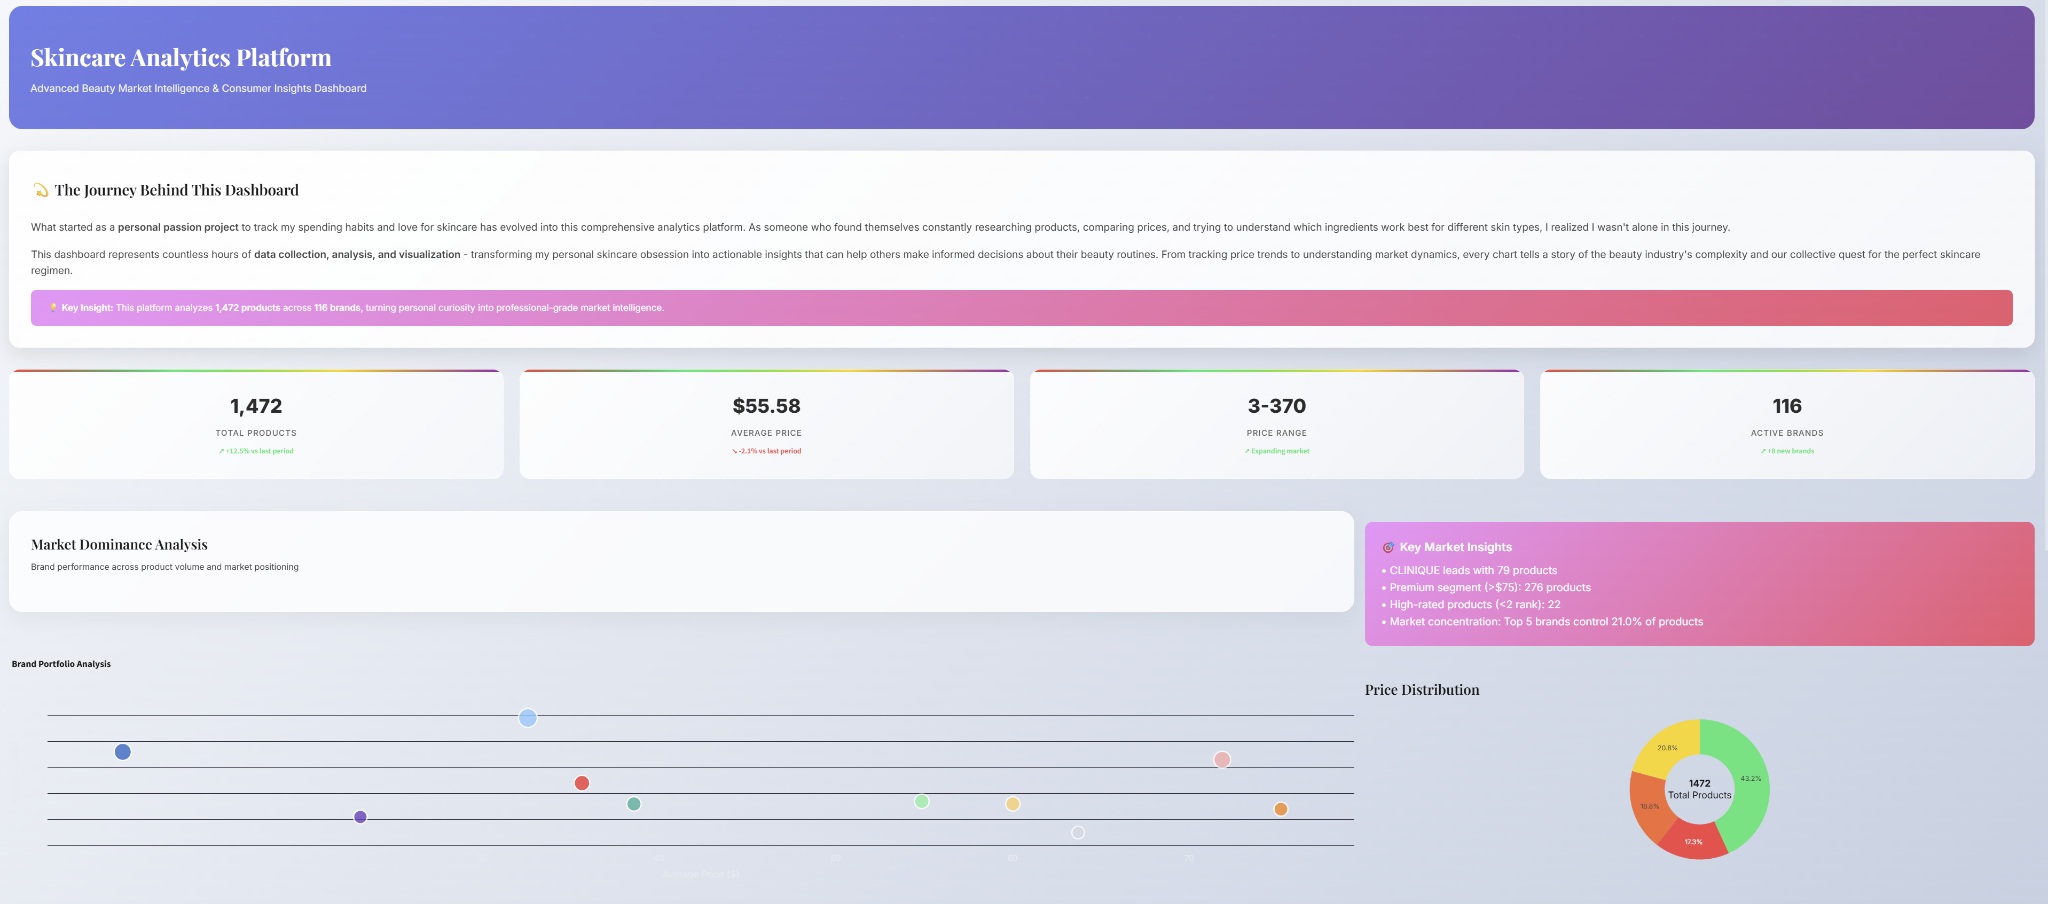 Skincare Analytics Platform
Advanced Beauty Market Intelligence & Consumer Insights Dashboard
💫 The Journey Behind This Dashboard
What started as a personal passion project to track my spending habits and love for skincare has evolved into this comprehensive analytics platform. As someone who found themselves constantly researching products, comparing prices, and trying to understand which ingredients work best for different skin types, I realized I wasn't alone in this journey.
This dashboard represents countless hours of data collection, analysis, and visualization - transforming my personal skincare obsession into actionable insights that can help others make informed decisions about their beauty routines. From tracking price trends to understanding market dynamics, every chart tells a story of the beauty industry's complexity and our collective quest for the perfect skincare
regimen.
💡 Key Insight: This platform analyzes 1,472 products across 116 brands, turning personal curiosity into professional-grade market intelligence.
1,472
TOTAL PRODUCTS
↗ +12.5% vs last period
$55.58
AVERAGE PRICE
↘ -2.1% vs last period
3-370
PRICE RANGE
↗ Expanding market
116
ACTIVE BRANDS
↗ +8 new brands
Market Dominance Analysis
Brand performance across product volume and market positioning
🎯 Key Market Insights
• CLINIQUE leads with 79 products
• Premium segment (>$75): 276 products
• High-rated products (<2 rank): 22
• Market concentration: Top 5 brands control 21.0% of products
Brand Portfolio Analysis
60
70
Average Price ($)
Price Distribution
20.6%
43.2%
17.3%
1472
Total Products